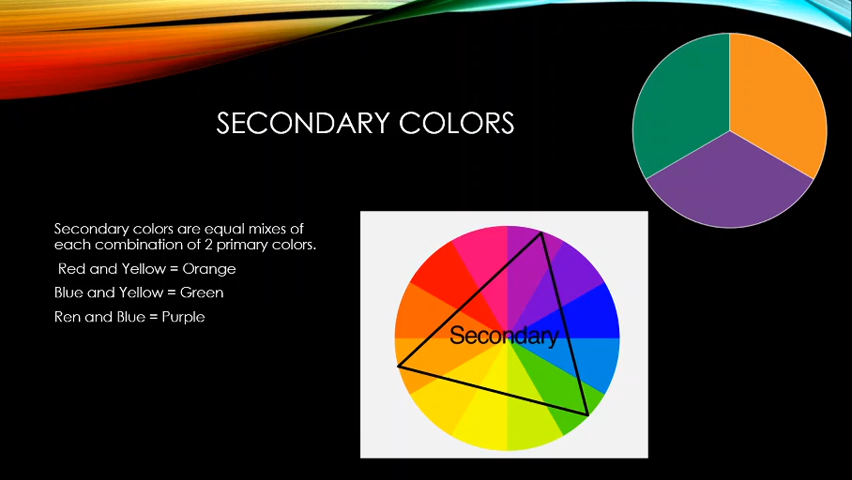 SECONDARY COLORS
Secondary colors are equal mixes of
each combination of 2 primary colors.
Red and Yellow = Orange
Blue and Yellow = Green
Ren and Blue = Purple
Secondary